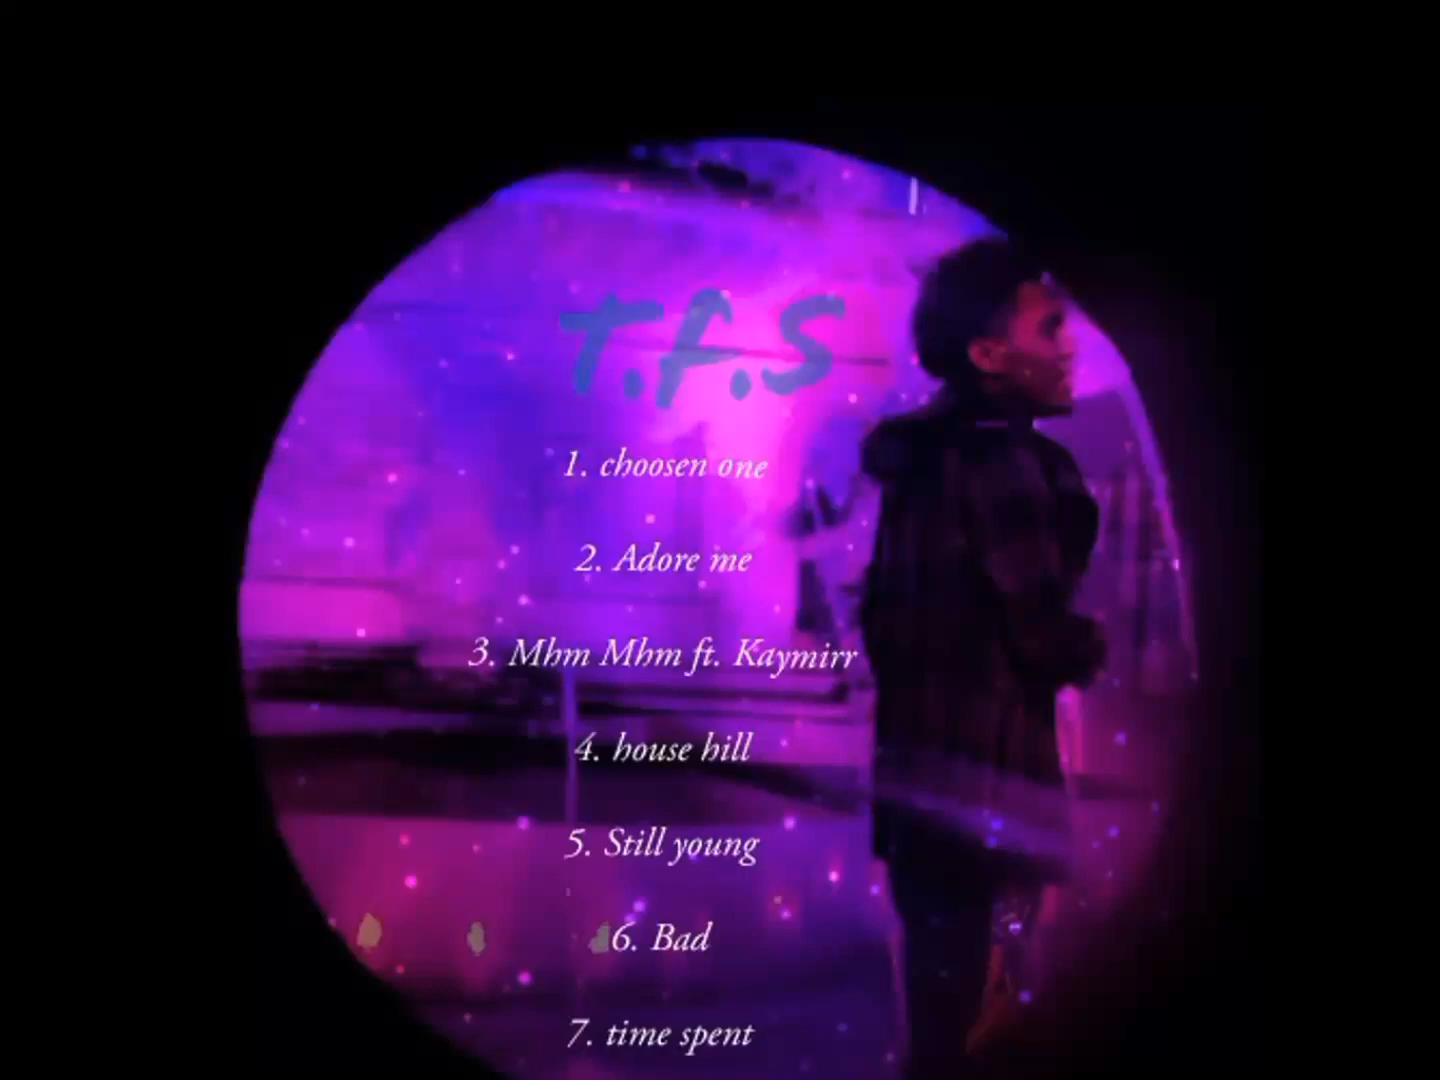 T.f.S
1. choosen one
2. Adore me
3. Mhm Mhm ft. Kaymirr
4. house hill
5. Still young
6. Bad
7. time spent